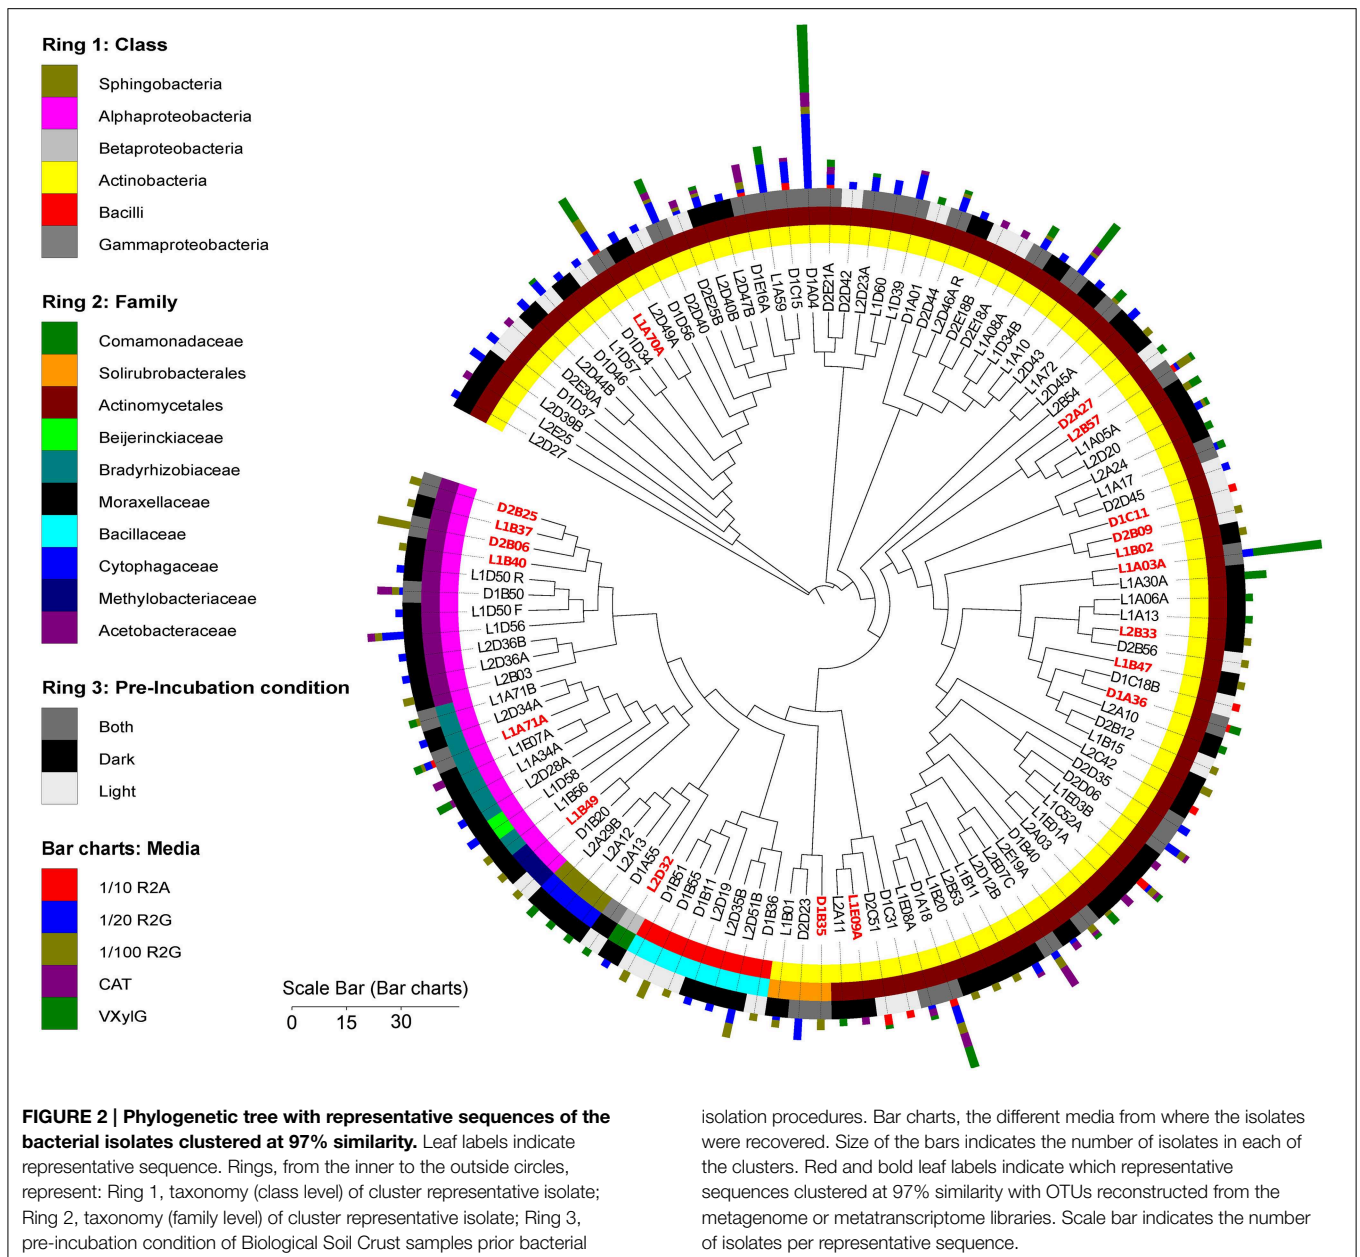 Ring 1: Class
Sphingobacteria
Alphaproteobacteria
Betaproteobacteria
Actinobacteria
Bacilli
Gammaproteobacteria
Ring 2: Family
Comamonadaceae
Solirubrobacterales
Actinomycetales
Beijerinckiaceae
Bradyrhizobiaceae
Moraxellaceae
Bacillaceae
Cytophagaceae
Methylobacteriaceae
Acetobacteraceae
Ring 3: Pre-Incubation condition
Both
Dark
Light
Bar charts: Media
1/10 R2A
1/20 R2G
1/100 R2G
CAT
VXylG
Scale Bar (Bar charts)
0 15 30
L2D27
L2E25
L2D39B
D1D37
D2E30A
L2D44B
D1D46
L1D57
D1D34
L1A70A
L2D49A
D1D56
L2D40
D2E25B
L2D40B
L2D47B
D1E16A
L1A59
D1C15
D1A04
D2E21A
D2D42
L2D23A
L1D60
L1D39
D1A01
D2D44
L2D46A R
D2E18B
D2E18A
L1A08A
L1D34B
L1A10
L2D43
L1A72
L2D45A
L2B54
D2A27
L2B57
L1A05A
L2D20
L2A24
L1A17
D2D45
D1C11
D2B09
L1B02
L1A03A
L1A30A
L1A06A
L1A13
L2B33
D2B56
L1B47
D1C18B
D1A36
L2A10
D2B12
L1B15
L2C42
D2D35
D2D06
L1E03B
L1C52A
L1E01A
L2A03
D1B40
L2E19A
L2E07C
L2D12B
L1B11
L2B53
L1B20
D1A18
L1E08A
D1C31
D2C51
L1E09A
L2A11
D1B35
D2D23
L1B01
D1B36
L2D51B
L2D35B
L2D19
D1B11
D1B55
D1B51
L2D32
D1A55
L2A13
L2A12
L2A29B
D1B20
L1B49
L1B56
L1D58
L2D28A
L1A34A
L1E07A
L1A71A
L2D34A
L1A71B
L2B03
L2D36A
L2D36B
L1D56
L1D50 F
D1B50
L1D50 R
L1B40
D2B06
L1B37
D2B25
FIGURE 2 | Phylogenetic tree with representative sequences of the
bacterial isolates clustered at 97% similarity. Leaf labels indicate
representative sequence. Rings, from the inner to the outside circles,
represent: Ring 1, taxonomy (class level) of cluster representative isolate;
Ring 2, taxonomy (family level) of cluster representative isolate; Ring 3,
pre-incubation condition of Biological Soil Crust samples prior bacterial
isolation procedures. Bar charts, the different media from where the isolates
were recovered. Size of the bars indicates the number of isolates in each of
the clusters. Red and bold leaf labels indicate which representative
sequences clustered at 97% similarity with OTUs reconstructed from the
metagenome or metatranscriptome libraries. Scale bar indicates the number
of isolates per representative sequence.